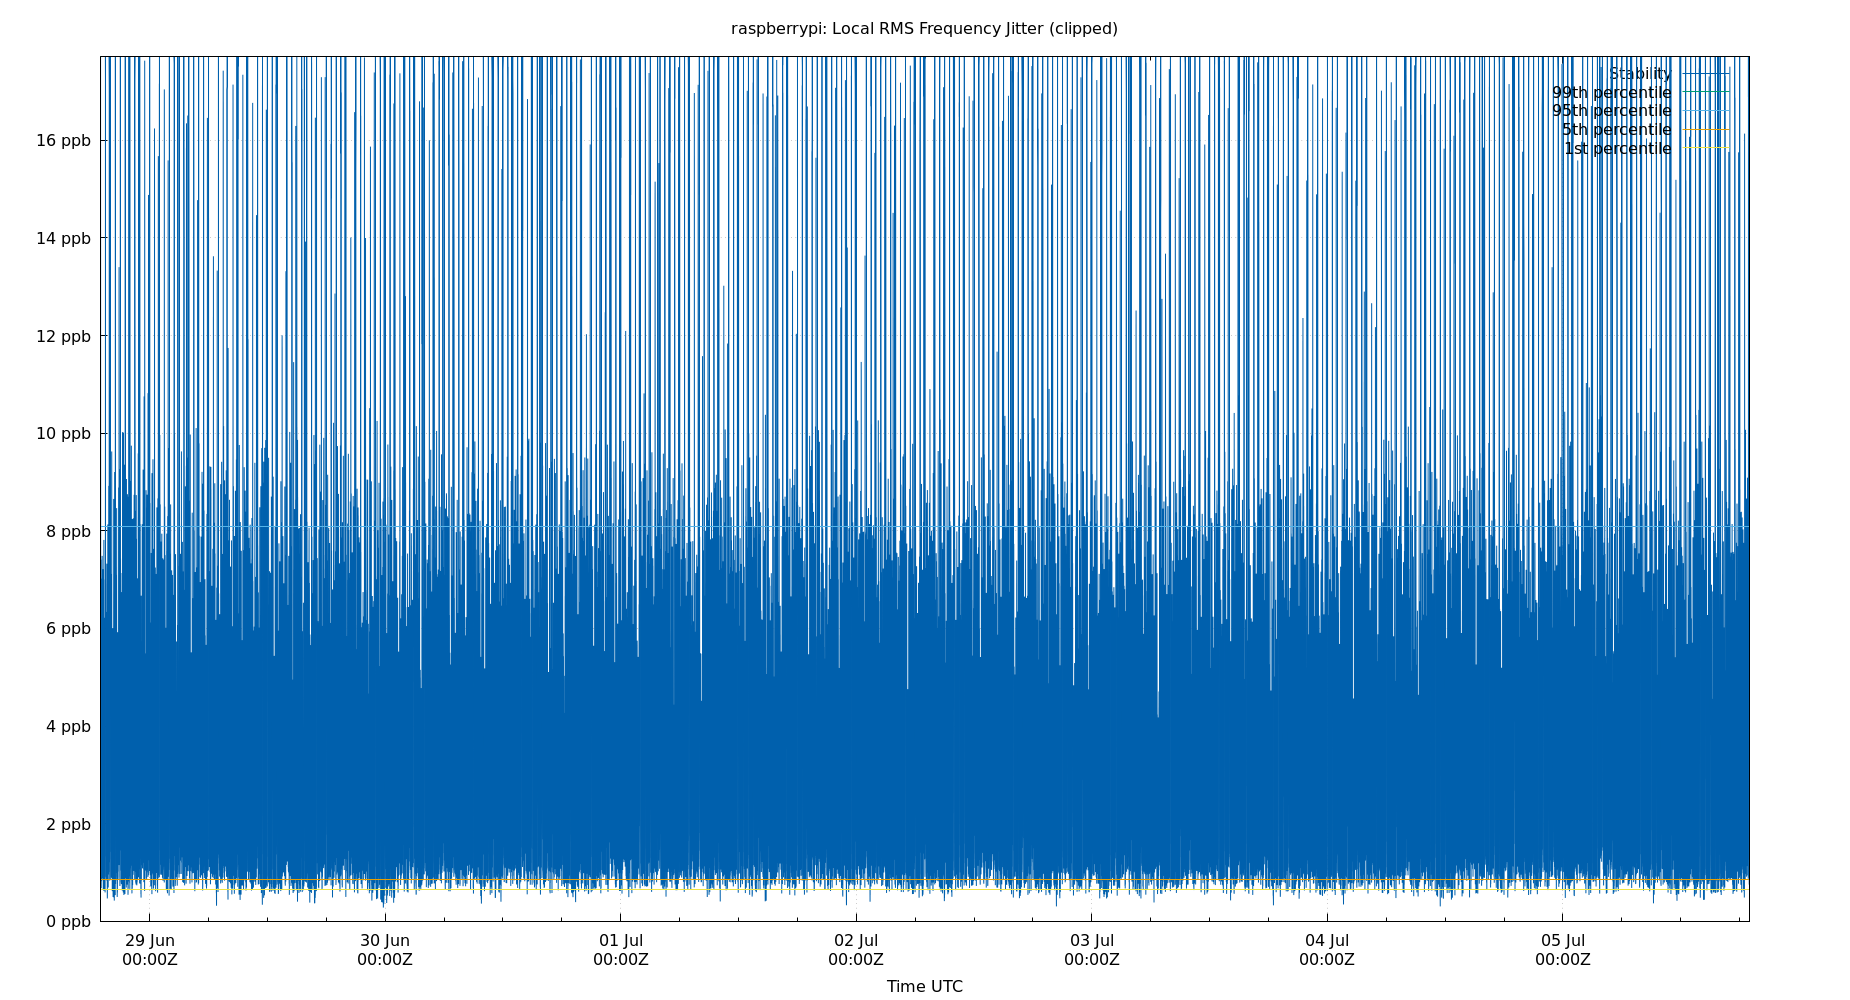 raspberrypi: Local RMS Frequency Jitter (clipped)
Stability
99th percentile
95th percentile
5th percentile
1st percentile
16 ppb
14 ppb
12 ppb
10 ppb
8 ppb
6 ppb
4 ppb
2 ppb
0 ppb
29 Jun 30 Jun 01 Jul 02 Jul 03 Jul 04 Jul 05 Jul
00:00Z 00:00Z 00:00Z 00:00Z 00:00Z 00:00Z 00:00Z
Time UTC